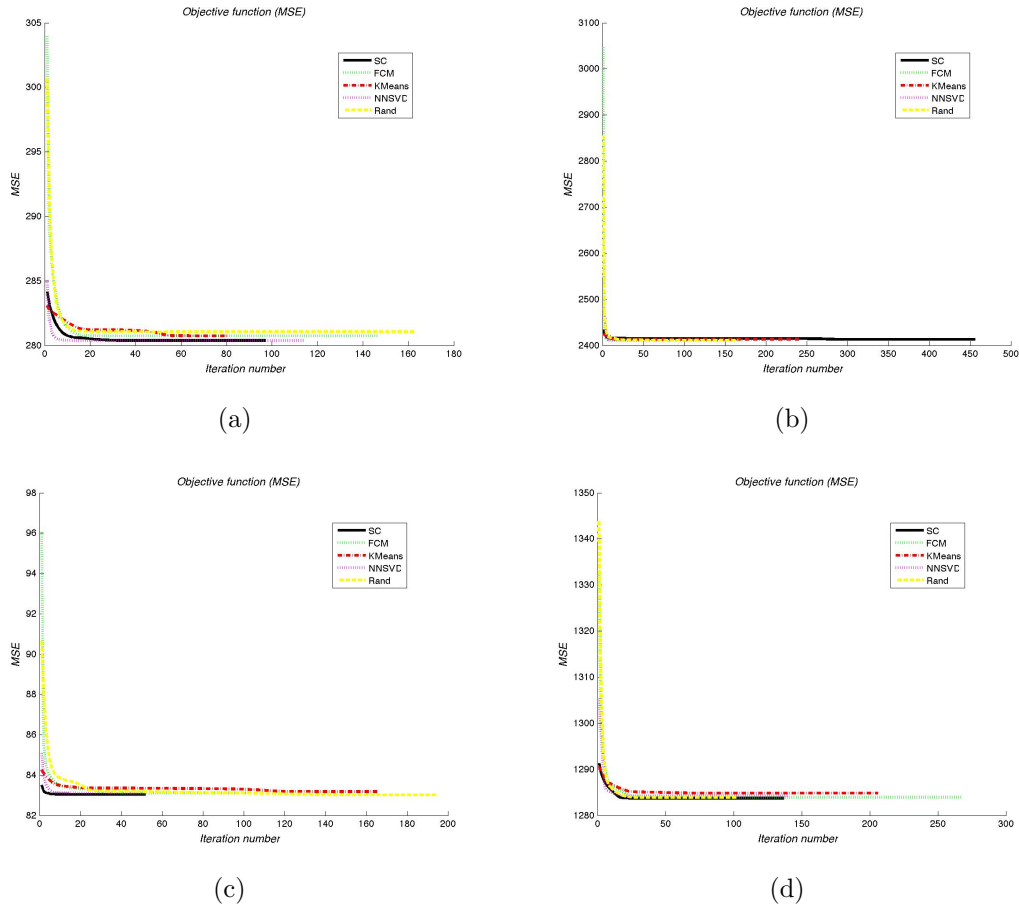 Objective function (MSE)
305
300
295
290
285
280
MSE
0 20 40 60 80 100 120 140 160 180
Iteration number
SC
FCM
KMeans
NNSVD
Rand
(a)
Objective function (MSE)
3100
3000
2900
2800
2700
2600
2500
2400
MSE
0 50 100 150 200 250 300 350 400 450 500
Iteration number
SC
FCM
KMeans
NNSVD
Rand
(b)
Objective function (MSE)
98
96
94
92
90
88
86
84
82
MSE
0 20 40 60 80 100 120 140 160 180 200
Iteration number
SC
FCM
KMeans
NNSVD
Rand
(c)
Objective function (MSE)
1350
1340
1330
1320
1310
1300
1290
1280
MSE
0 50 100 150 200 250 300
Iteration number
SC
FCM
KMeans
NNSVD
Rand
(d)